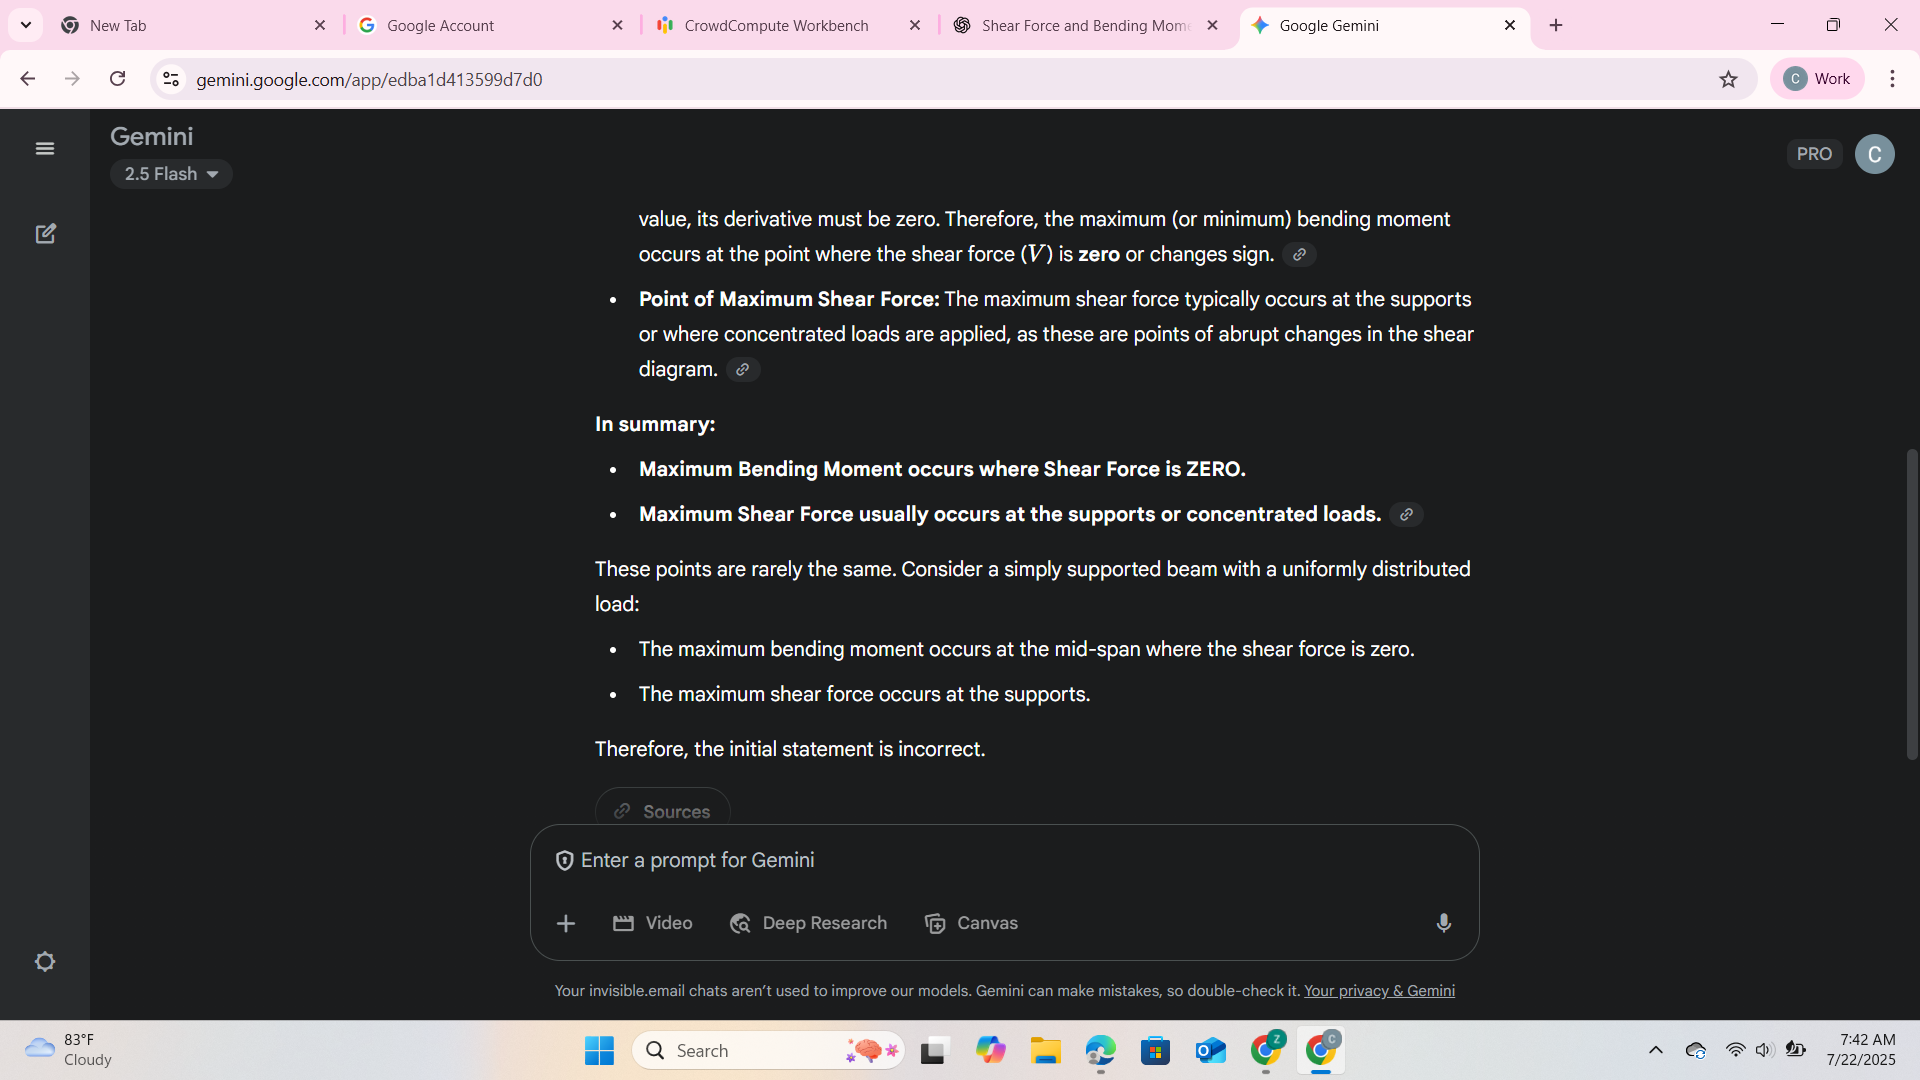 New Tab
Google Account
CrowdCompute Workbench
Shear Force and Bending Mome
Google Gemini
gemini.google.com/app/edba1d413599d7d0
C Work
Gemini
2.5 Flash
PRO
C
value, its derivative must be zero. Therefore, the maximum (or minimum) bending moment
occurs at the point where the shear force (V) is zero or changes sign.
• Point of Maximum Shear Force: The maximum shear force typically occurs at the supports
or where concentrated loads are applied, as these are points of abrupt changes in the shear
diagram.
In summary:
• Maximum Bending Moment occurs where Shear Force is ZERO.
• Maximum Shear Force usually occurs at the supports or concentrated loads.
These points are rarely the same. Consider a simply supported beam with a uniformly distributed
load:
• The maximum bending moment occurs at the mid-span where the shear force is zero.
• The maximum shear force occurs at the supports.
Therefore, the initial statement is incorrect.
Sources
Enter a prompt for Gemini
Video
Deep Research
Canvas
Your invisible.email chats aren't used to improve our models. Gemini can make mistakes, so double-check it. Your privacy & Gemini
83°F
Cloudy
Search
Z
C
7:42 AM
7/22/2025